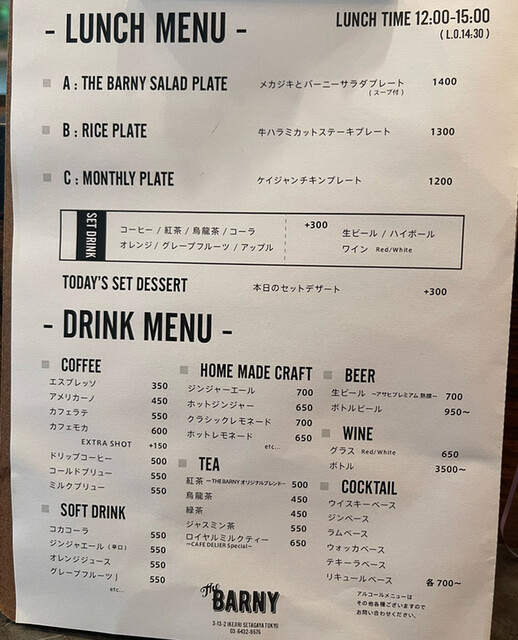 - LUNCH MENU -
LUNCH TIME 12:00-15:00
( L.O.14:30 )
A : THE BARNY SALAD PLATE メカジキとバーニーサラダプレート 1400
(スープ付)
B : RICE PLATE 牛ハラミカットステーキプレート 1300
C : MONTHLY PLATE ケイジャンチキンプレート 1200
SET DRINK
コーヒー / 紅茶 / 烏龍茶 / コーラ
オレンジ / グレープフルーツ / アップル
+300
生ビール / ハイボール
ワイン Red/White
TODAY'S SET DESSERT 本日のセットデザート +300
- DRINK MENU -
COFFEE
エスプレッソ 350
アメリカーノ 450
カフェラテ 550
カフェモカ 600
EXTRA SHOT +150
ドリップコーヒー 500
コールドブリュー 550
ミルクブリュー 550
SOFT DRINK
コカコーラ 550
ジンジャエール (辛口) 550
オレンジジュース 550
グレープフルーツJ 550
etc...
HOME MADE CRAFT
ジンジャーエール 700
ホットジンジャー 650
クラシックレモネード 700
ホットレモネード 650
etc...
TEA
紅茶 ~THE BARNY オリジナルブレンド~ 500
烏龍茶 450
緑茶 450
ジャスミン茶 550
ロイヤルミルクティー 650
~CAFE DELIER Special~
BEER
生ビール ~アサヒプレミアム 熟撰~ 700
ボトルビール 950~
WINE
グラス Red/White 650
ボトル 3500~
COCKTAIL
ウイスキーベース
ジンベース
ラムベース
ウォッカベース
テキーラベース
リキュールベース 各 700~
アルコールメニューは
その他各種ございますので
お問い合わせください。
The BARNY
3-13-2 IKEJIRI SETAGAYA TOKYO
03-6432-9976